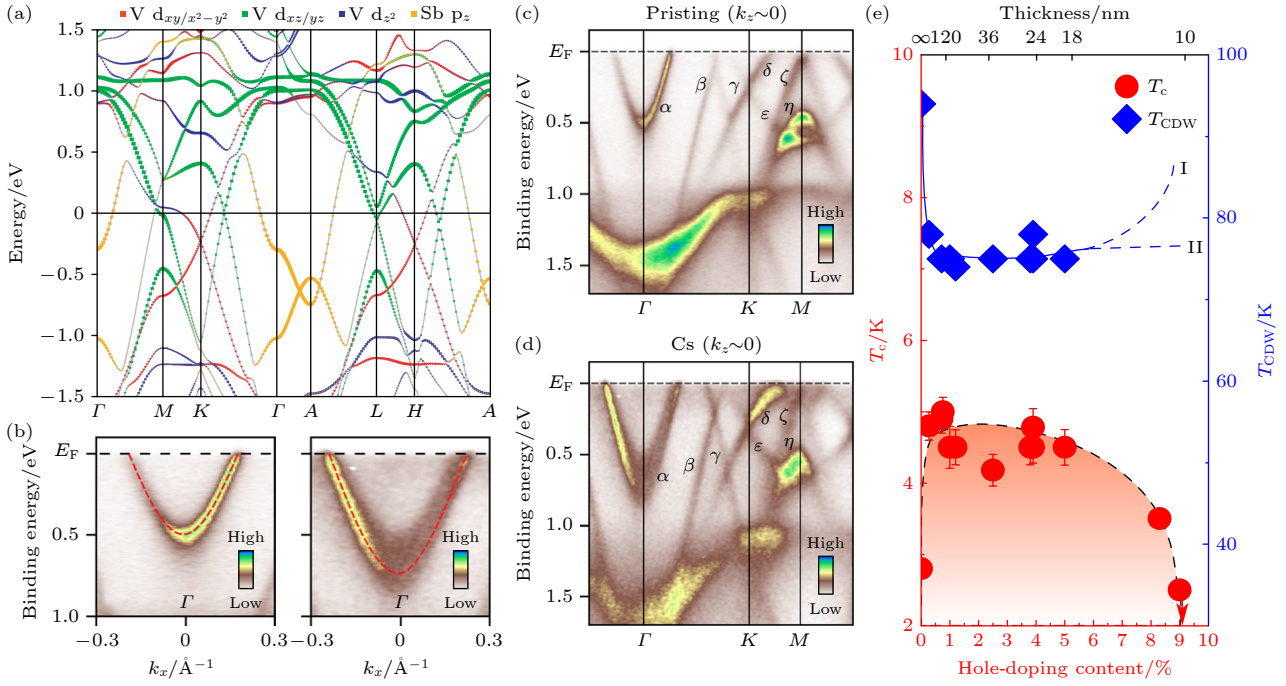 (a)
V d_{xy/x²−y²} V d_{xz/yz} V d_{z²} Sb p_z
1.5
1.0
0.5
0
−0.5
−1.0
−1.5
Energy/eV
Γ M K Γ A L H A
(b)
E_F
0.5
1.0
Binding energy/eV
High
Low
Γ
−0.3 0 0.3
k_x/Å⁻¹
High
Low
Γ
−0.3 0 0.3
k_x/Å⁻¹
(c)
Pristing (k_z∼0)
E_F
0.5
1.0
1.5
Binding energy/eV
α β γ δ ζ
ε η
High
Low
Γ K M
(d)
Cs (k_z∼0)
E_F
0.5
1.0
1.5
Binding energy/eV
α β γ δ ζ
ε η
High
Low
Γ K M
(e)
Thickness/nm
∞ 120 36 24 18 10
10
8
6
4
2
T_c/K
T_c
T_CDW
I
II
100
80
60
40
T_CDW/K
0 1 2 3 4 5 6 7 8 9 10
Hole-doping content/%